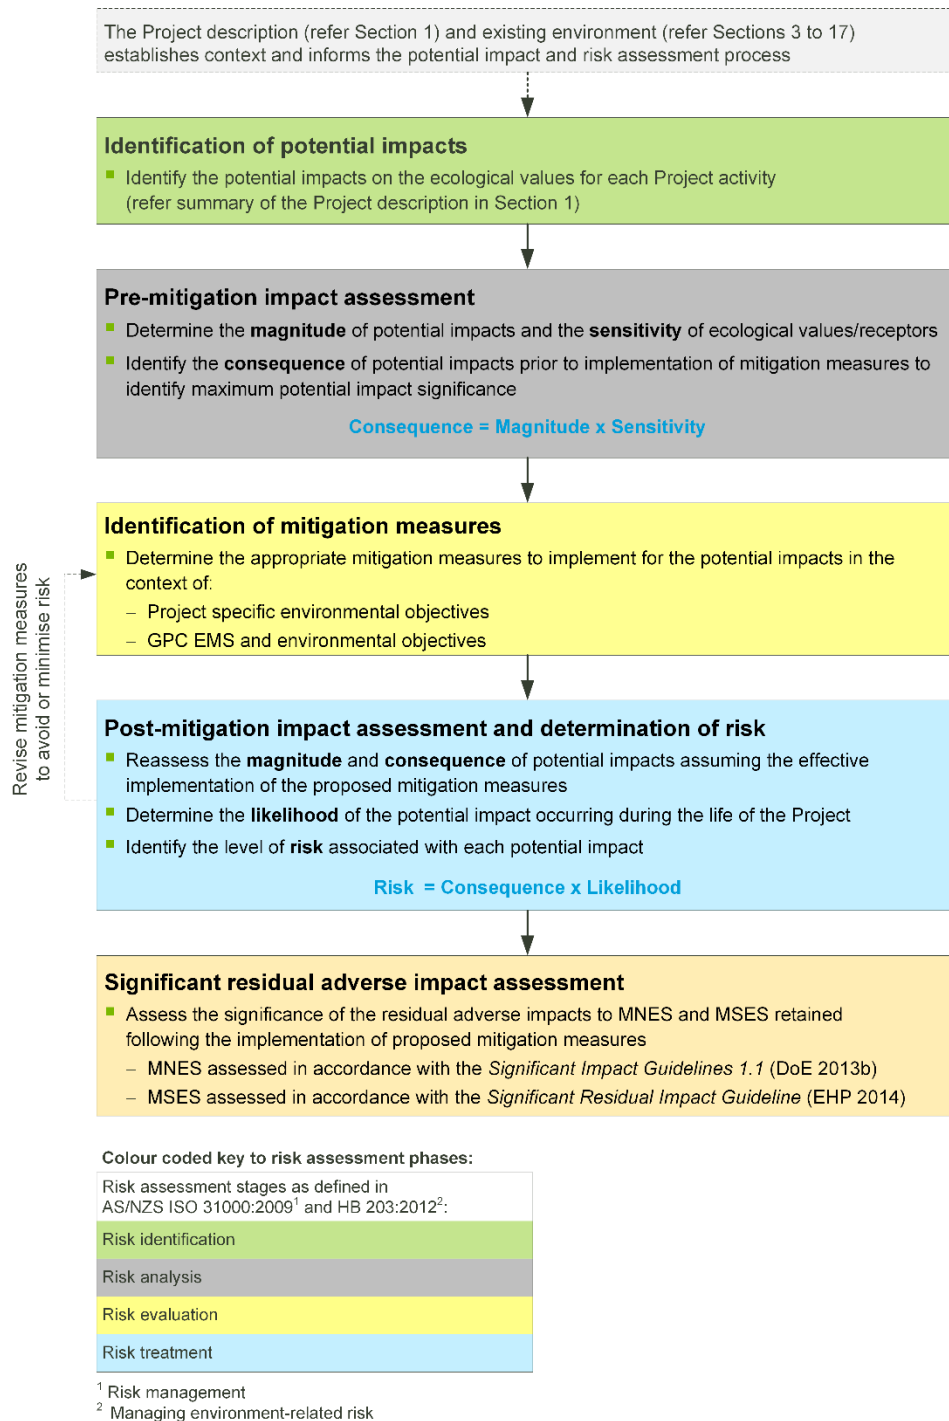 The Project description (refer Section 1) and existing environment (refer Sections 3 to 17)
establishes context and informs the potential impact and risk assessment process
Identification of potential impacts
▪ Identify the potential impacts on the ecological values for each Project activity
(refer summary of the Project description in Section 1)
Pre-mitigation impact assessment
▪ Determine the magnitude of potential impacts and the sensitivity of ecological values/receptors
▪ Identify the consequence of potential impacts prior to implementation of mitigation measures to
identify maximum potential impact significance
Consequence = Magnitude x Sensitivity
Identification of mitigation measures
▪ Determine the appropriate mitigation measures to implement for the potential impacts in the
context of:
– Project specific environmental objectives
– GPC EMS and environmental objectives
Revise mitigation measures
to avoid or minimise risk
Post-mitigation impact assessment and determination of risk
▪ Reassess the magnitude and consequence of potential impacts assuming the effective
implementation of the proposed mitigation measures
▪ Determine the likelihood of the potential impact occurring during the life of the Project
▪ Identify the level of risk associated with each potential impact
Risk = Consequence x Likelihood
Significant residual adverse impact assessment
▪ Assess the significance of the residual adverse impacts to MNES and MSES retained
following the implementation of proposed mitigation measures
– MNES assessed in accordance with the Significant Impact Guidelines 1.1 (DoE 2013b)
– MSES assessed in accordance with the Significant Residual Impact Guideline (EHP 2014)
Colour coded key to risk assessment phases:
Risk assessment stages as defined in
AS/NZS ISO 31000:2009¹ and HB 203:2012²:
Risk identification
Risk analysis
Risk evaluation
Risk treatment
¹ Risk management
² Managing environment-related risk